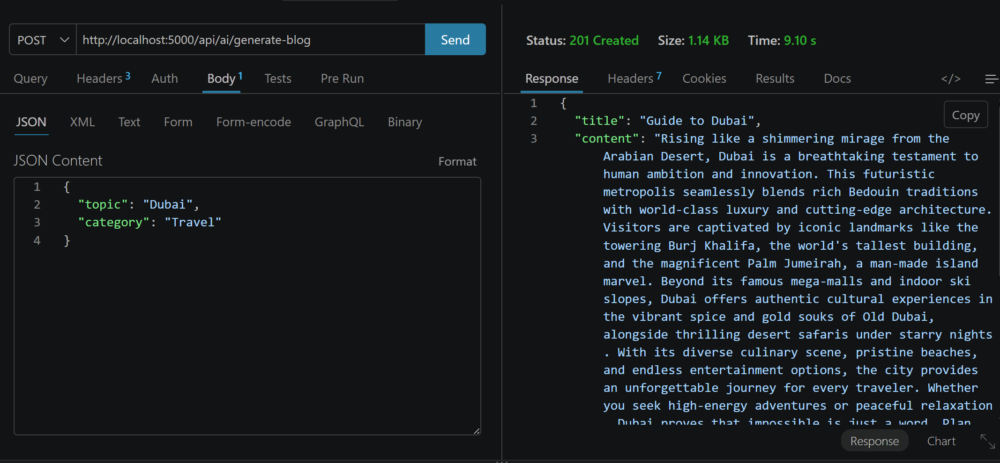 POST
http://localhost:5000/api/ai/generate-blog
Send
Query Headers 3 Auth Body 1 Tests Pre Run
JSON XML Text Form Form-encode GraphQL Binary
JSON Content
Format
1 {
2 "topic": "Dubai",
3 "category": "Travel"
4 }
Status: 201 Created Size: 1.14 KB Time: 9.10 s
Response Headers 7 Cookies Results Docs </>
Copy
1 {
2 "title": "Guide to Dubai",
3 "content": "Rising like a shimmering mirage from the
Arabian Desert, Dubai is a breathtaking testament to
human ambition and innovation. This futuristic
metropolis seamlessly blends rich Bedouin traditions
with world-class luxury and cutting-edge architecture.
Visitors are captivated by iconic landmarks like the
towering Burj Khalifa, the world's tallest building,
and the magnificent Palm Jumeirah, a man-made island
marvel. Beyond its famous mega-malls and indoor ski
slopes, Dubai offers authentic cultural experiences in
the vibrant spice and gold souks of Old Dubai,
alongside thrilling desert safaris under starry nights
. With its diverse culinary scene, pristine beaches,
and endless entertainment options, the city provides
an unforgettable journey for every traveler. Whether
you seek high-energy adventures or peaceful relaxation
Dubai proves that impossible is just a word. Plan
Response Chart